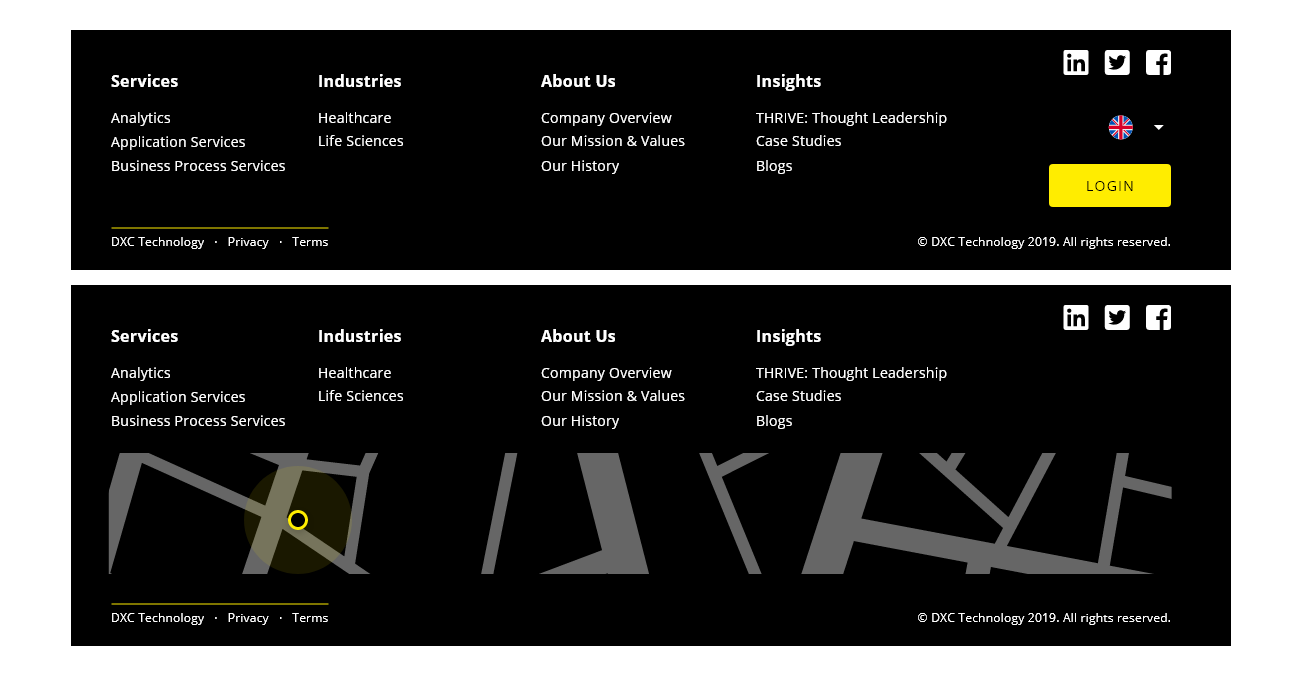 Services
Analytics
Application Services
Business Process Services
Industries
Healthcare
Life Sciences
About Us
Company Overview
Our Mission & Values
Our History
Insights
THRIVE: Thought Leadership
Case Studies
Blogs
LOGIN
DXC Technology · Privacy · Terms
© DXC Technology 2019. All rights reserved.
Services
Analytics
Application Services
Business Process Services
Industries
Healthcare
Life Sciences
About Us
Company Overview
Our Mission & Values
Our History
Insights
THRIVE: Thought Leadership
Case Studies
Blogs
DXC Technology · Privacy · Terms
© DXC Technology 2019. All rights reserved.